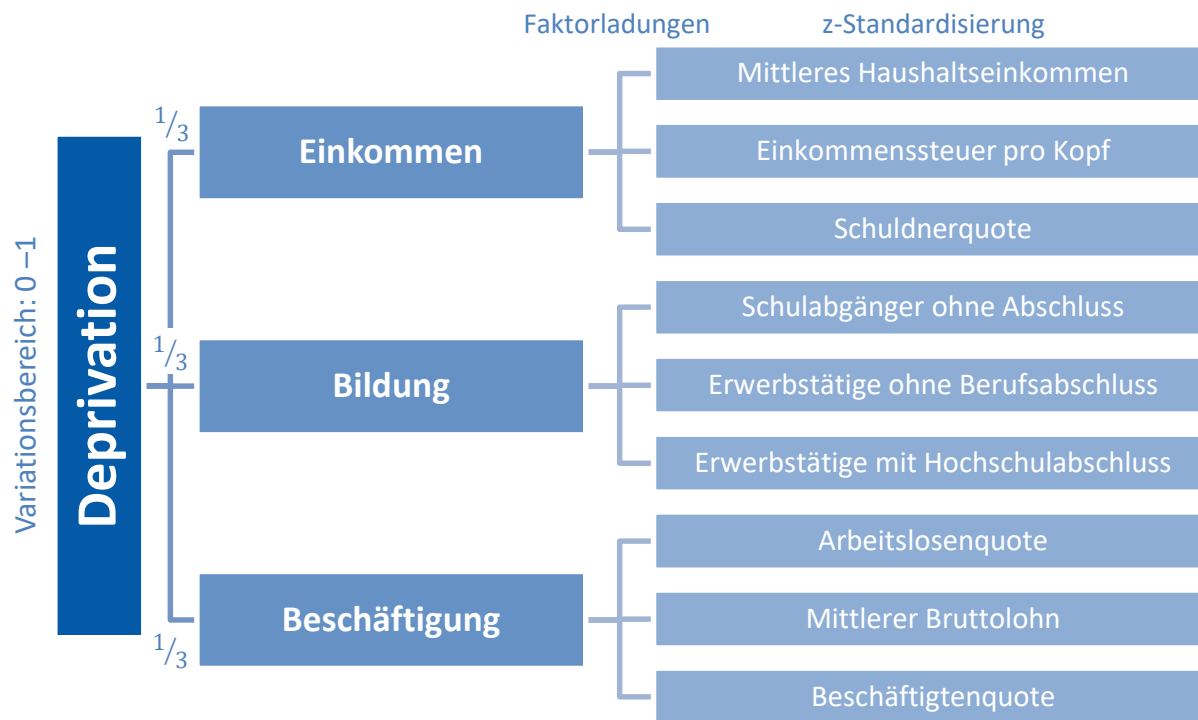 Faktorladungen
z-Standardisierung
Variationsbereich: 0 –1
Deprivation
1/3
Einkommen
Mittleres Haushaltseinkommen
Einkommenssteuer pro Kopf
Schuldnerquote
1/3
Bildung
Schulabgänger ohne Abschluss
Erwerbstätige ohne Berufsabschluss
Erwerbstätige mit Hochschulabschluss
1/3
Beschäftigung
Arbeitslosenquote
Mittlerer Bruttolohn
Beschäftigtenquote